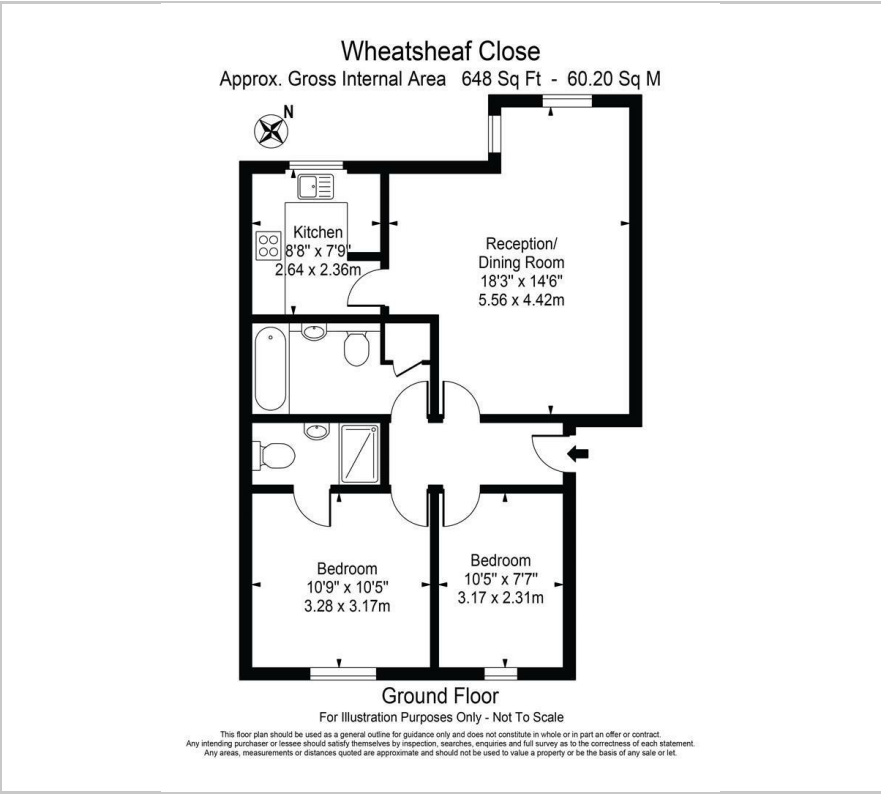 Wheatsheaf Close
Approx. Gross Internal Area 648 Sq Ft - 60.20 Sq M
N
Kitchen
8'8" x 7'9"
2.64 x 2.36m
Reception/
Dining Room
18'3" x 14'6"
5.56 x 4.42m
Bedroom
10'9" x 10'5"
3.28 x 3.17m
Bedroom
10'5" x 7'7"
3.17 x 2.31m
Ground Floor
For Illustration Purposes Only - Not To Scale
This floor plan should be used as a general outline for guidance only and does not constitute in whole or in part an offer or contract.
Any intending purchaser or lessee should satisfy themselves by inspection, searches, enquiries and full survey as to the correctness of each statement.
Any areas, measurements or distances quoted are approximate and should not be used to value a property or be the basis of any sale or let.